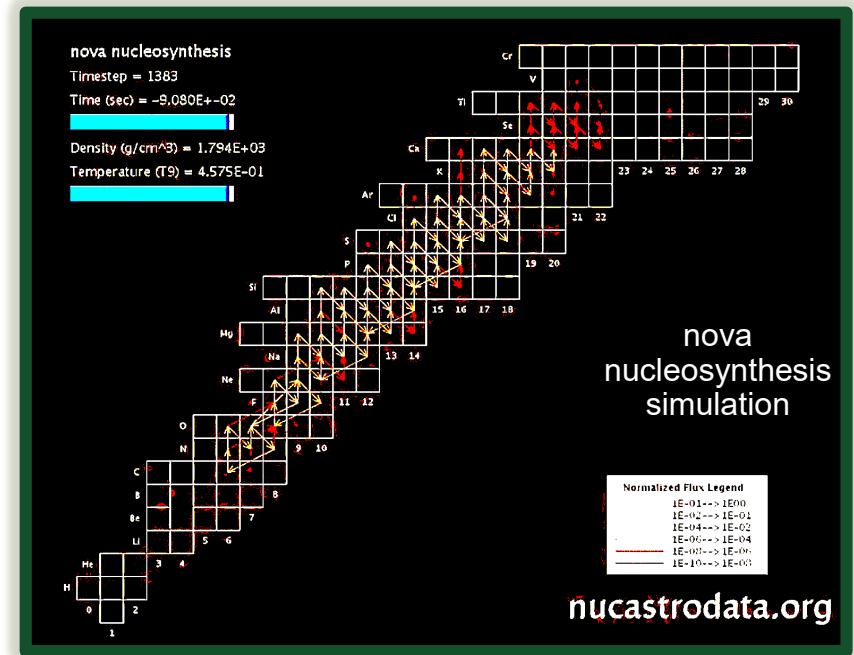 nova nucleosynthesis
Timestep = 1383
Time (sec) = -9.080E+-02
Density (g/cm^3) = 1.794E+03
Temperature (T9) = 4.575E-01
Cr
V
Ti
29 30
Sc
Ca
K
23 24 25 26 27 28
Ar
Cl
21 22
S
P
19 20
Si
Al
15 16 17 18
Mg
Na
13 14
Ne
F
11 12
O
N
9 10
C
B
8
Be
7
Li
5 6
He
3 4
H
0 2
1
nova
nucleosynthesis
simulation
Normalized Flux Legend
1E-01-->1E00
1E-02-->1E-01
1E-04-->1E-02
1E-06-->1E-04
1E-08-->1E-06
nucastrodata.org